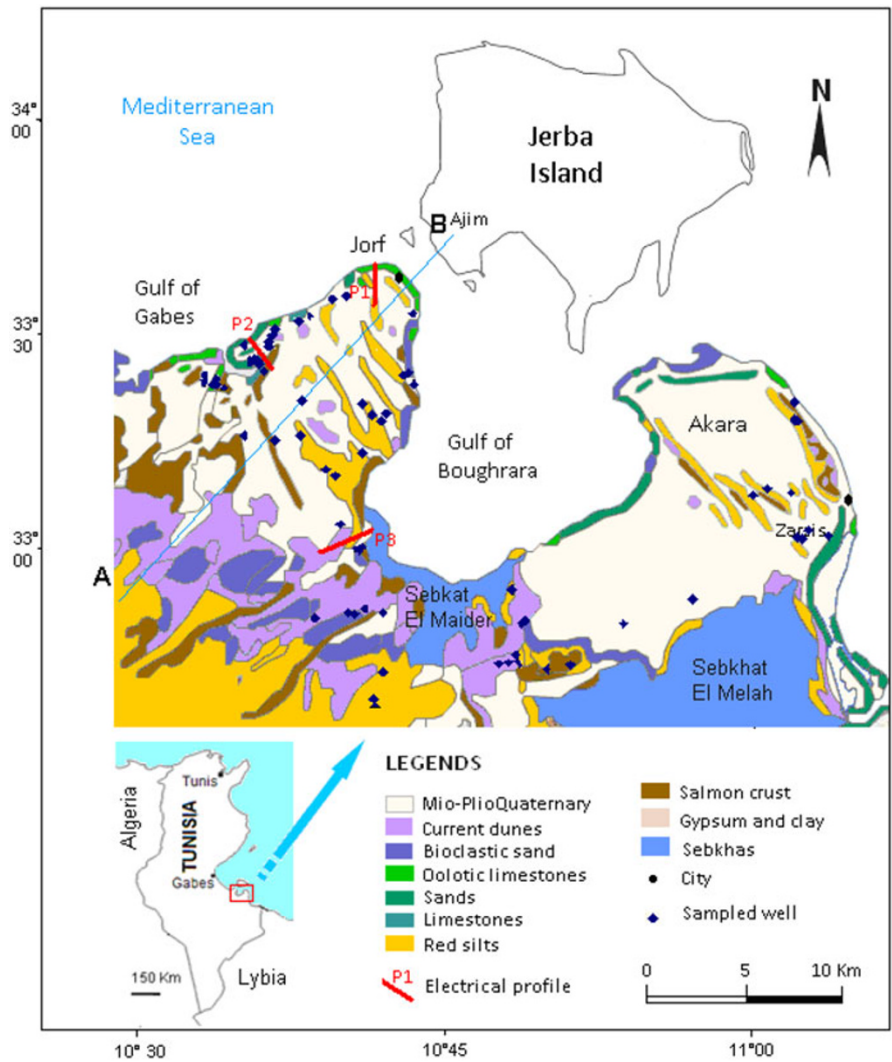 34°
00
Mediterranean
Sea
N
Jerba
Island
B Ajim
Jorf
P1
Gulf of
Gabes
33°
30
P2
Akara
Gulf of
Boughrara
P3
Zarzis
33°
00
A
Sebkat
El Maider
Sebkhat
El Melah
LEGENDS
Mio-PlioQuaternary
Current dunes
Bioclastic sand
Oolotic limestones
Sands
Limestones
Red silts
P1 Electrical profile
Salmon crust
Gypsum and clay
Sebkhas
City
Sampled well
0 5 10 Km
Algeria
Tunis
TUNISIA
Gabes
150 Km
Lybia
10° 30
10°45
11° 00